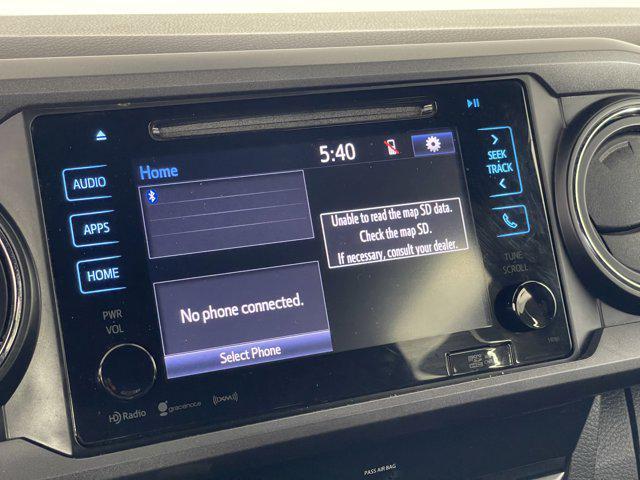 5:40
Home
AUDIO
APPS
HOME
PWR
VOL
SEEK
TRACK
TUNE
SCROLL
Unable to read the map SD data.
Check the map SD.
If necessary, consult your dealer.
No phone connected.
Select Phone
HD Radio
gracenote
((XM))
PASS AIR BAG